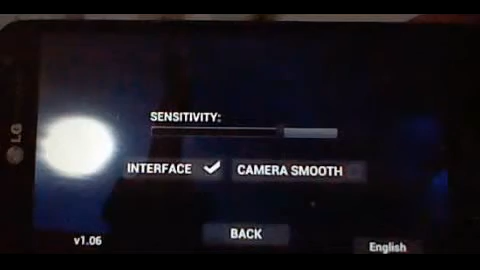 SENSITIVITY:
INTERFACE
CAMERA SMOOTH
BACK
v1.06
English
LG